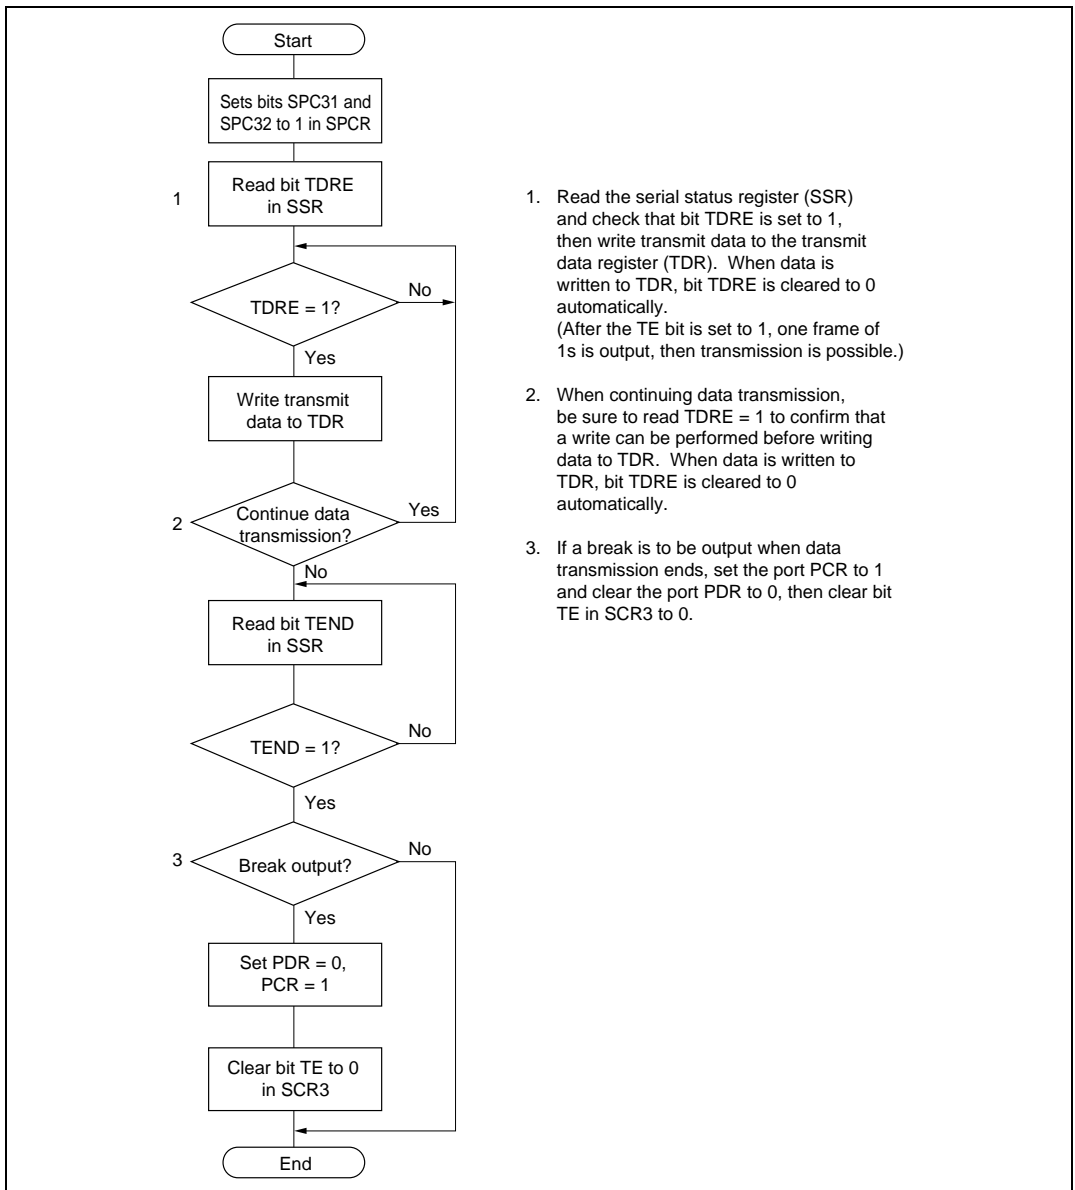 Start
Sets bits SPC31 and
SPC32 to 1 in SPCR
1
Read bit TDRE
in SSR
TDRE = 1?
No
Yes
Write transmit
data to TDR
2
Continue data
transmission?
Yes
No
Read bit TEND
in SSR
TEND = 1?
No
Yes
3
Break output?
No
Yes
Set PDR = 0,
PCR = 1
Clear bit TE to 0
in SCR3
End
1. Read the serial status register (SSR)
and check that bit TDRE is set to 1,
then write transmit data to the transmit
data register (TDR). When data is
written to TDR, bit TDRE is cleared to 0
automatically.
(After the TE bit is set to 1, one frame of
1s is output, then transmission is possible.)
2. When continuing data transmission,
be sure to read TDRE = 1 to confirm that
a write can be performed before writing
data to TDR. When data is written to
TDR, bit TDRE is cleared to 0
automatically.
3. If a break is to be output when data
transmission ends, set the port PCR to 1
and clear the port PDR to 0, then clear bit
TE in SCR3 to 0.